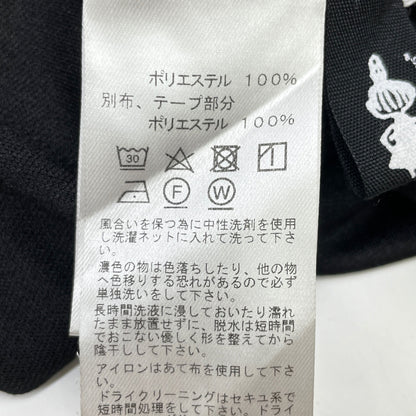 ポリエステル 100%
別布、テープ部分
ポリエステル 100%
30
F W
風合いを保つ為に中性洗剤を使用
し洗濯ネットに入れて洗って下さ
い。
濃色の物は色落ちしたり、他の物
へ色移りする恐れがあるので必ず
単独洗いをして下さい。
長時間洗液に浸しておいたり濡れ
たまま放置せずに、脱水は短時間
でおこない優しく形を整えてから
陰干しして下さい。
アイロンはあて布を使用して下さ
い。
ドライクリーニングはセキユ系で
短時間処理をして下さい。ドライ